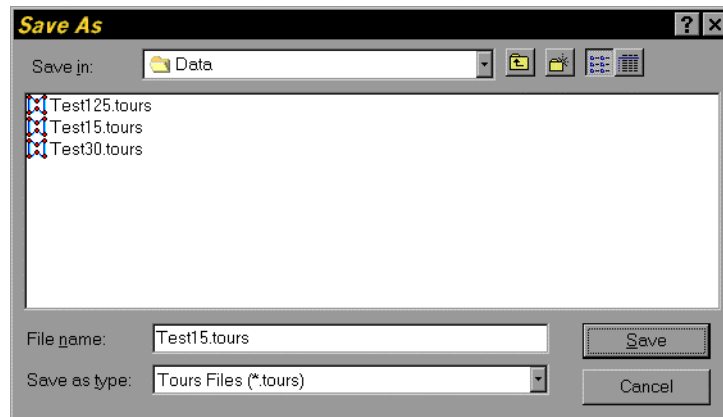 Save As
Save in: Data
Test125.tours
Test15.tours
Test30.tours
File name: Test15.tours Save
Save as type: Tours Files (*.tours) Cancel